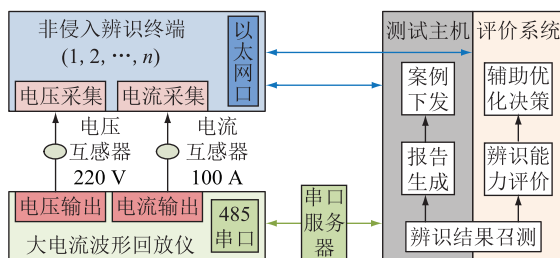 非侵入辨识终端
(1, 2, …, n)
以太网口
电压采集
电流采集
电压
互感器
220 V
电流
互感器
100 A
电压输出
电流输出
485
串口
大电流波形回放仪
串口
服务
器
测试主机
案例
下发
报告
生成
评价系统
辅助优
化决策
辨识能
力评价
辨识结果召测